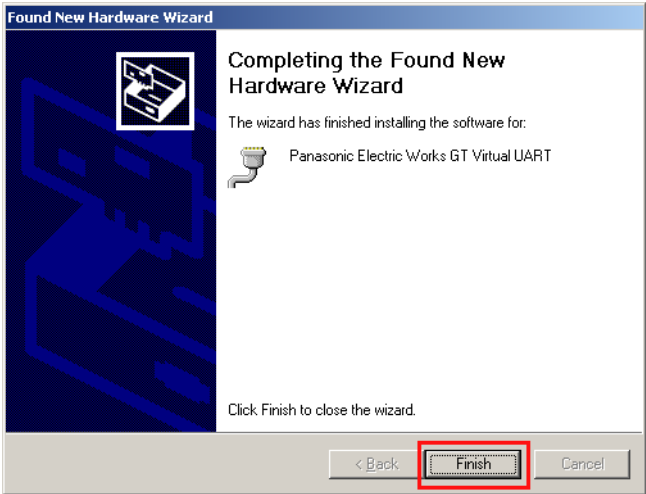 Found New Hardware Wizard
Completing the Found New
Hardware Wizard
The wizard has finished installing the software for:
Panasonic Electric Works GT Virtual UART
Click Finish to close the wizard.
< Back
Finish
Cancel